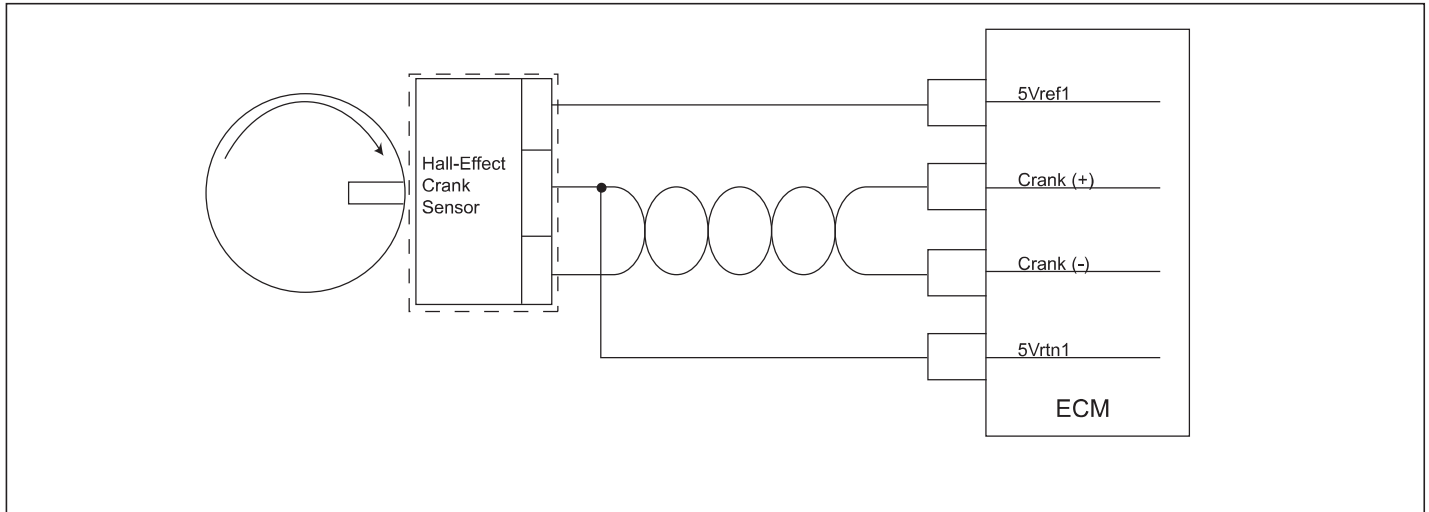 5Vref1
Hall-Effect
Crank
Sensor
Crank (+)
Crank (-)
5Vrtn1
ECM